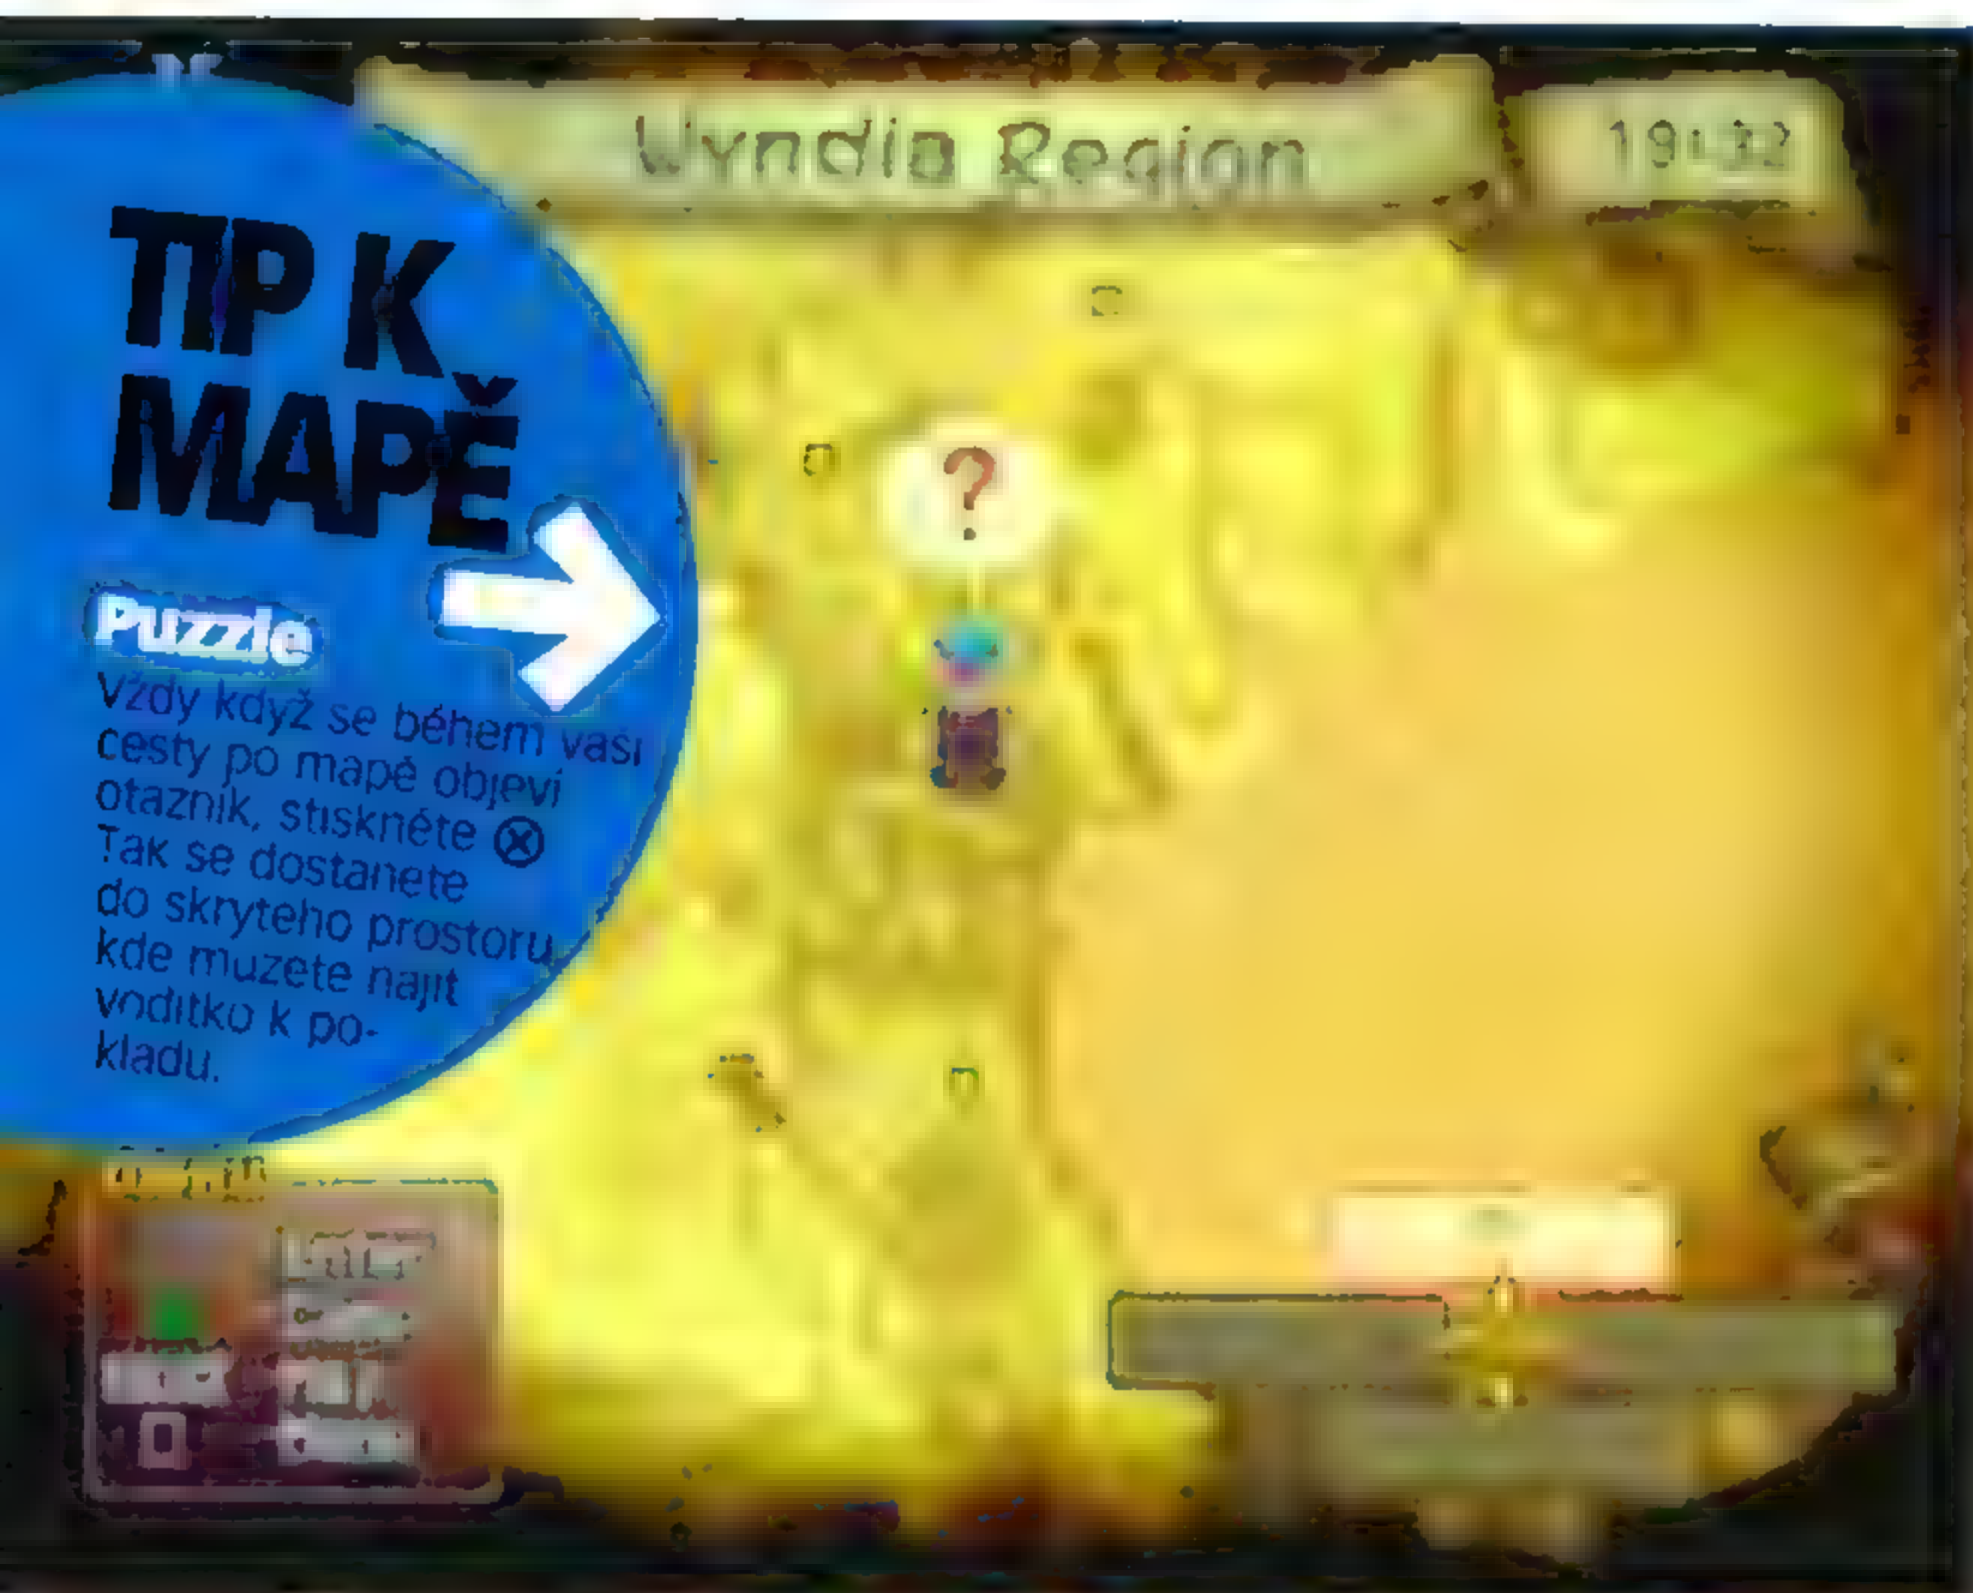 Wyndia Region
19:32
TIP K
MAPĚ
?
Puzzle
Vždy když se během vaší
cesty po mapě objeví
otazník, stiskněte ⓧ
Tak se dostanete
do skrytého prostoru,
kde můžete najít
vodítko k po-
kladu.